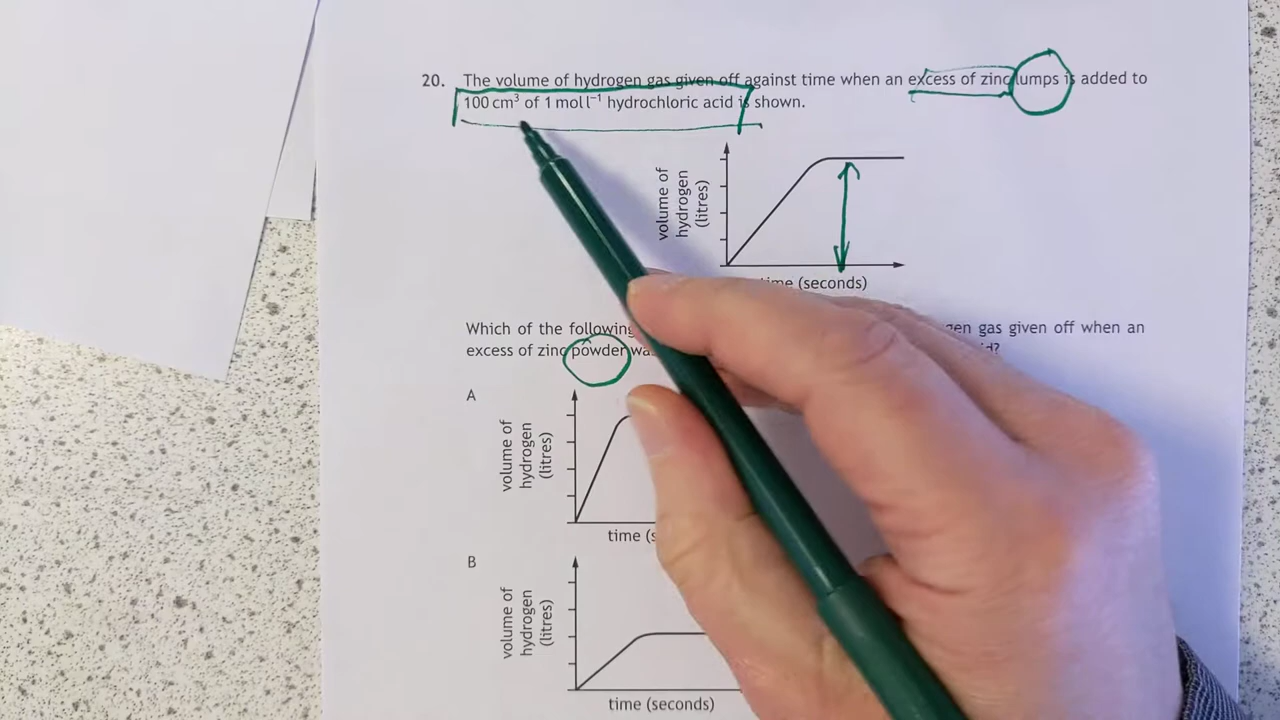 20. The volume of hydrogen gas given off against time when an excess of zinc lumps is added to
100 cm³ of 1 mol l⁻¹ hydrochloric acid is shown.
volume of
hydrogen
(litres)
(seconds)
Which of the following gas given off when an
excess of zinc powder
A
volume of
hydrogen
(litres)
time
B
volume of
hydrogen
(litres)
time (seconds)